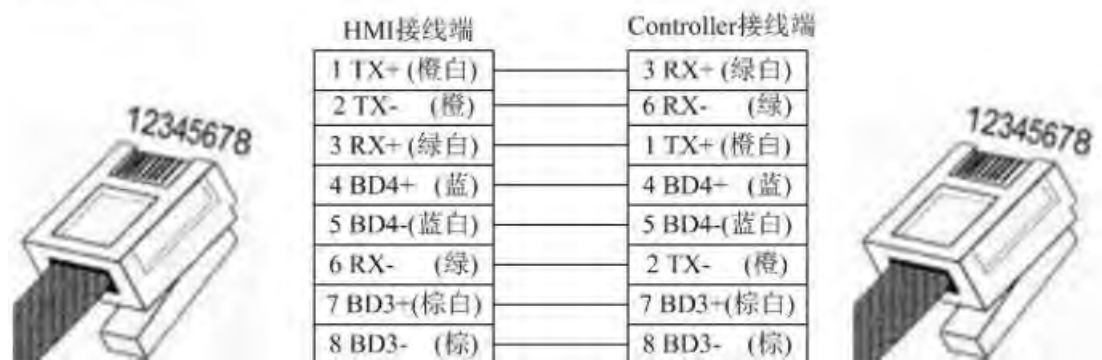 HMI接线端 Controller接线端
1 TX+ (橙白) 3 RX+ (绿白)
2 TX- (橙) 6 RX- (绿)
3 RX+ (绿白) 1 TX+ (橙白)
4 BD4+ (蓝) 4 BD4+ (蓝)
5 BD4-(蓝白) 5 BD4-(蓝白)
6 RX- (绿) 2 TX- (橙)
7 BD3+(棕白) 7 BD3+(棕白)
8 BD3- (棕) 8 BD3- (棕)
12345678
12345678